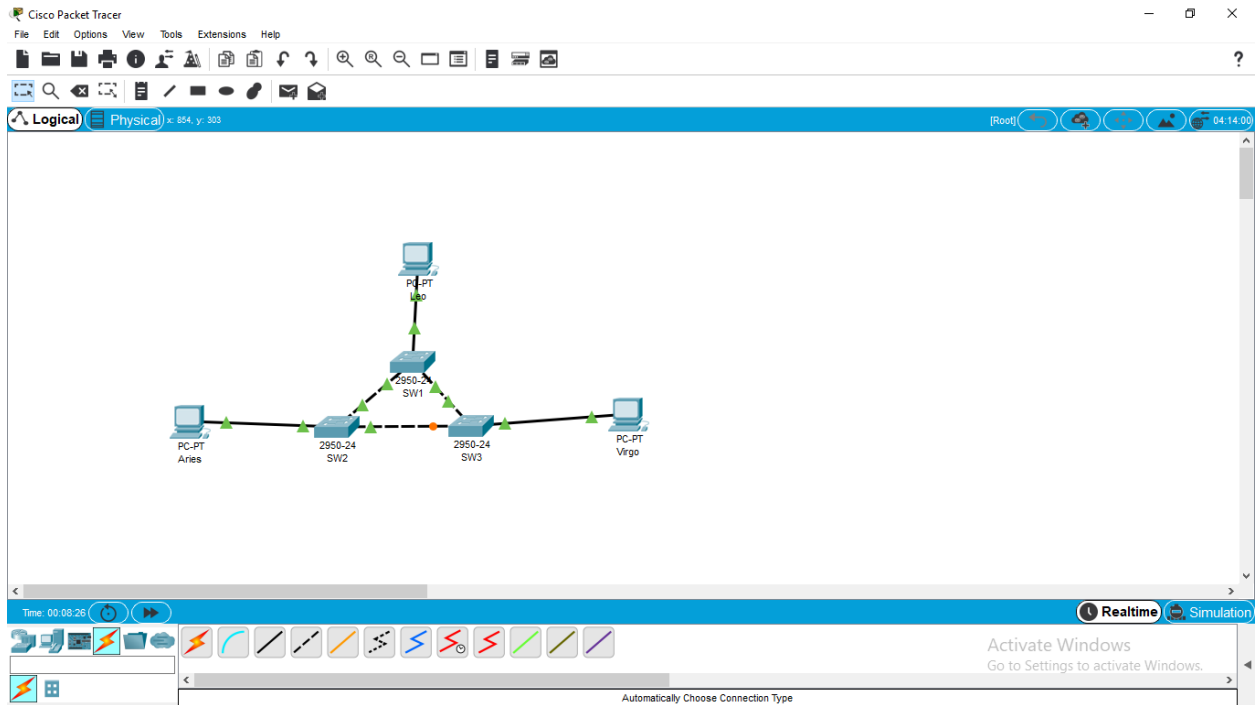 Cisco Packet Tracer
File Edit Options View Tools Extensions Help
?
Logical Physical x: 854, y: 303 [Root] 04:14:00
PC-PT
Leo
2950-24
SW1
PC-PT
Aries
2950-24
SW2
2950-24
SW3
PC-PT
Virgo
Time: 00:08:26 Realtime Simulation
Activate Windows
Go to Settings to activate Windows.
Automatically Choose Connection Type